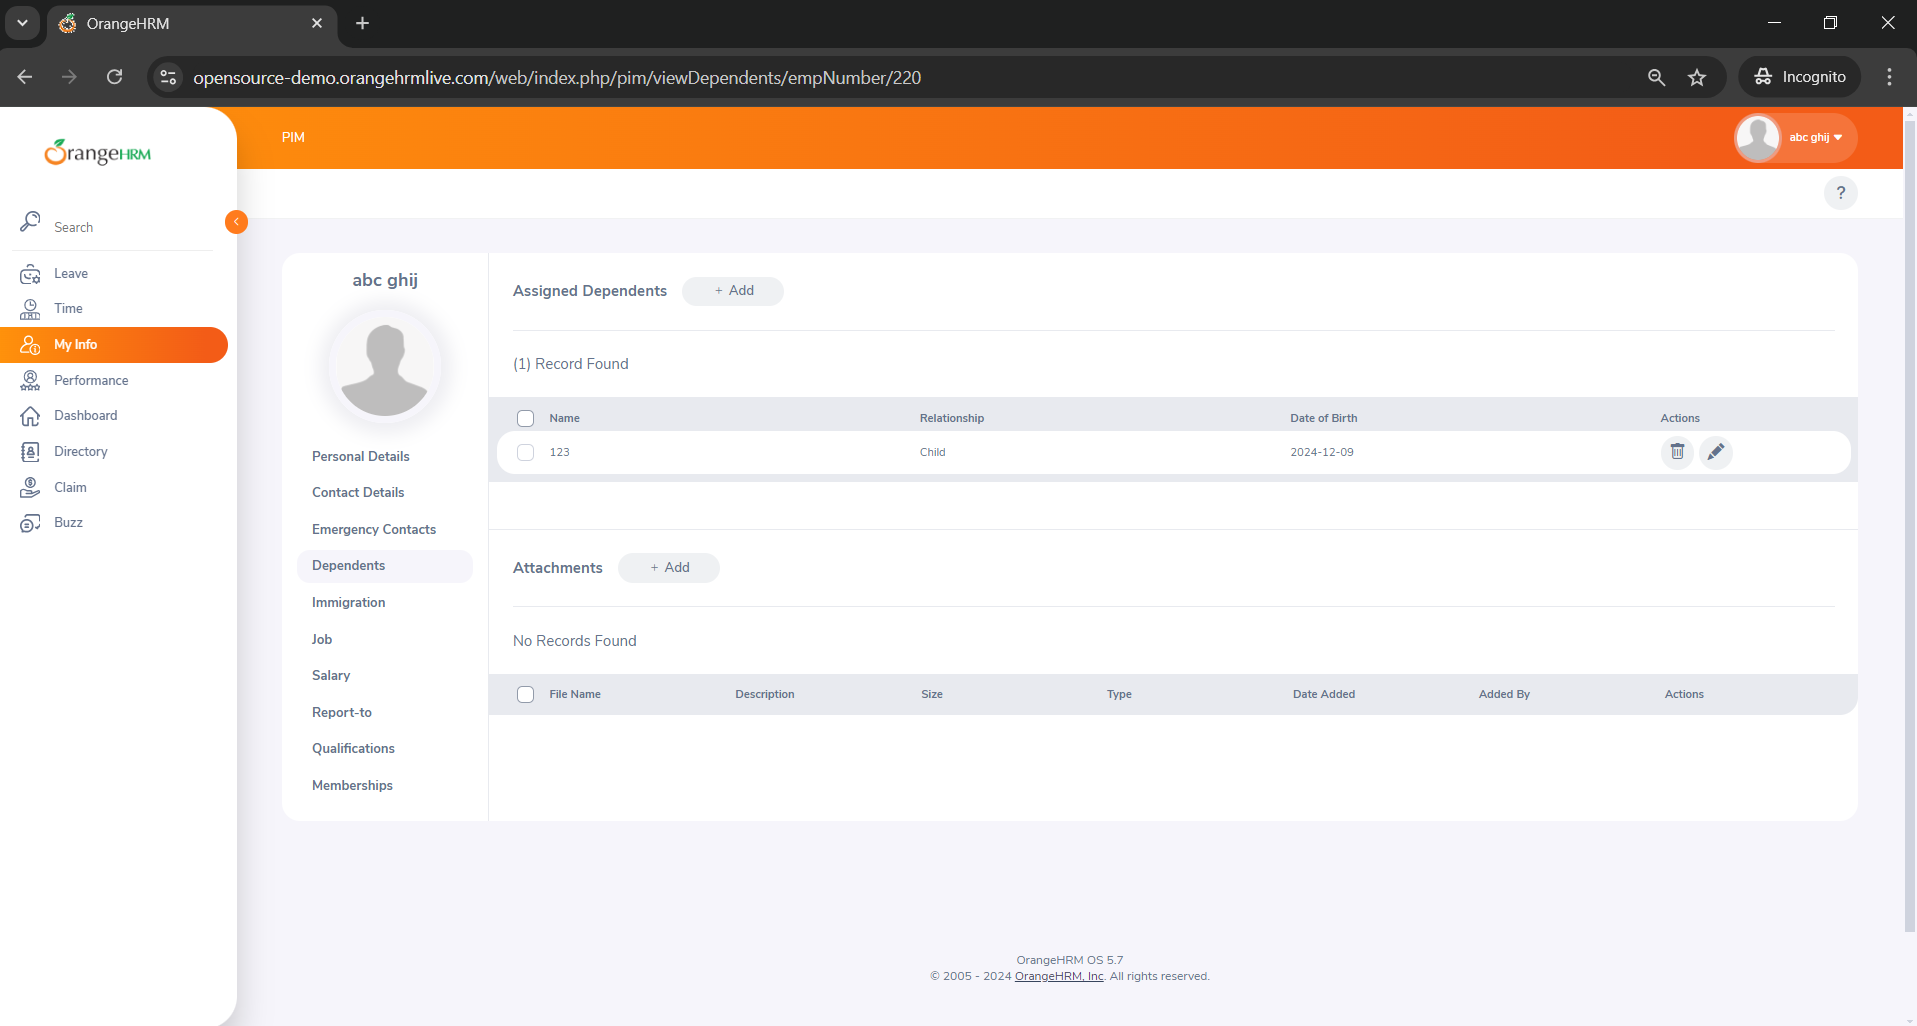 OrangeHRM
opensource-demo.orangehrmlive.com/web/index.php/pim/viewDependents/empNumber/220
Incognito
OrangeHRM
PIM
abc ghij
?
Search
Leave
Time
My Info
Performance
Dashboard
Directory
Claim
Buzz
abc ghij
Personal Details
Contact Details
Emergency Contacts
Dependents
Immigration
Job
Salary
Report-to
Qualifications
Memberships
Assigned Dependents + Add
(1) Record Found
Name Relationship Date of Birth Actions
123 Child 2024-12-09
Attachments + Add
No Records Found
File Name Description Size Type Date Added Added By Actions
OrangeHRM OS 5.7
© 2005 - 2024 OrangeHRM, Inc. All rights reserved.